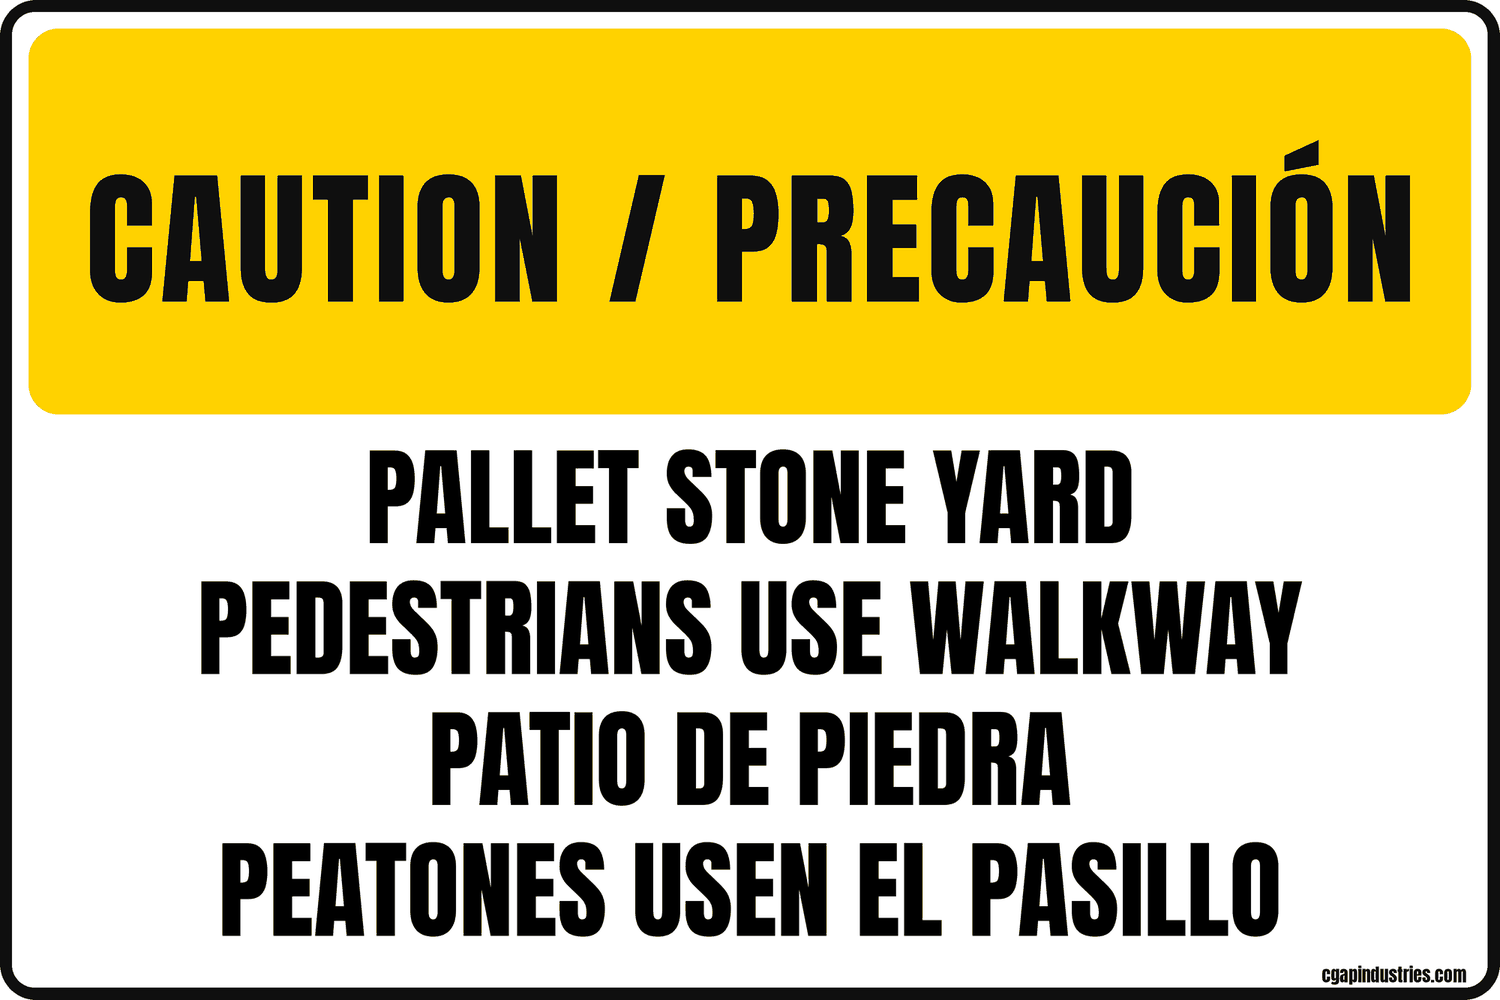 CAUTION / PRECAUCIÓN
PALLET STONE YARD
PEDESTRIANS USE WALKWAY
PATIO DE PIEDRA
PEATONES USEN EL PASILLO
cgapindustries.com